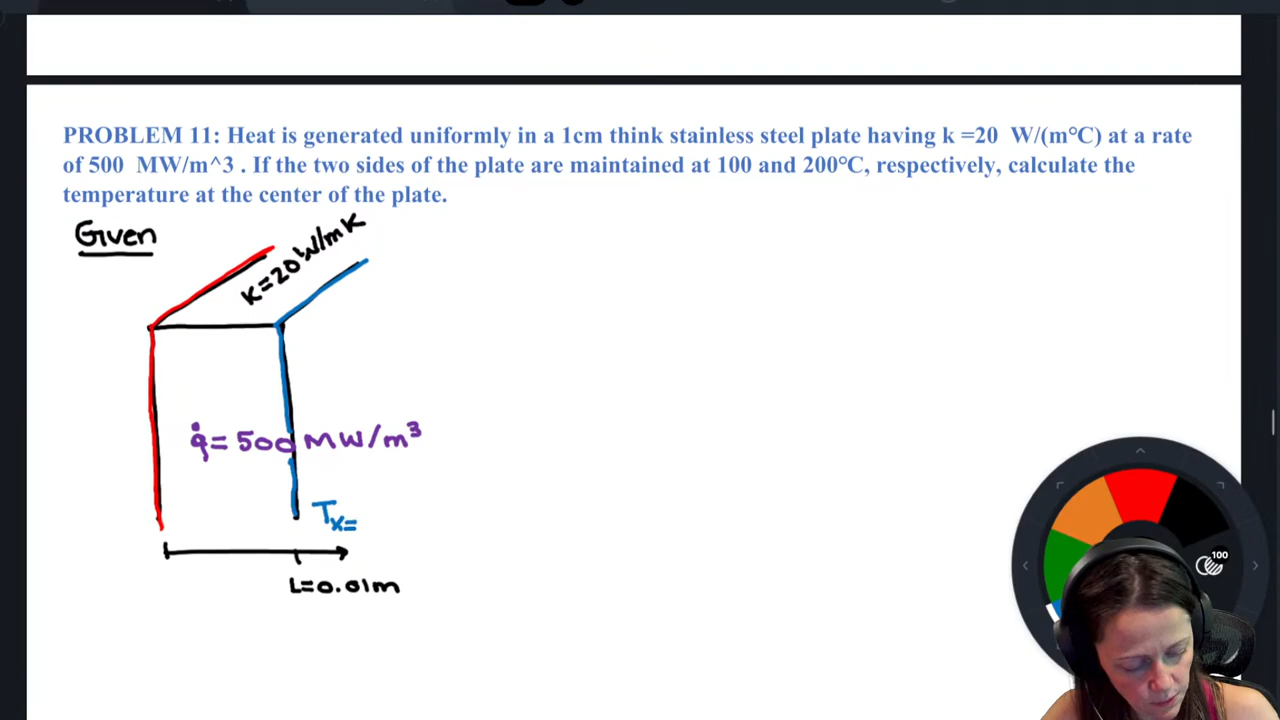 PROBLEM 11: Heat is generated uniformly in a 1cm think stainless steel plate having k =20 W/(m°C) at a rate
of 500 MW/m^3 . If the two sides of the plate are maintained at 100 and 200°C, respectively, calculate the
temperature at the center of the plate.
Given
K=20 W/mK
q̇= 500 MW/m³
Tx=
L=0.01m
100